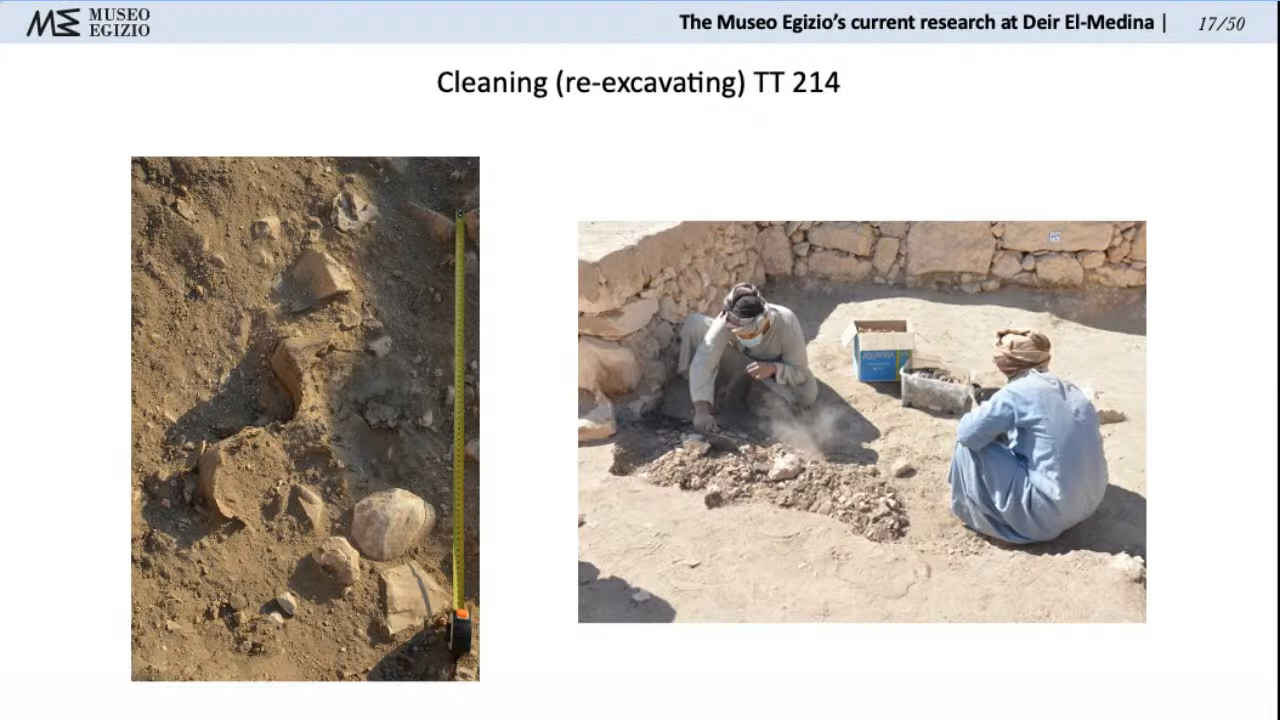 MUSEO
EGIZIO
The Museo Egizio's current research at Deir El-Medina |
17/50
Cleaning (re-excavating) TT 214